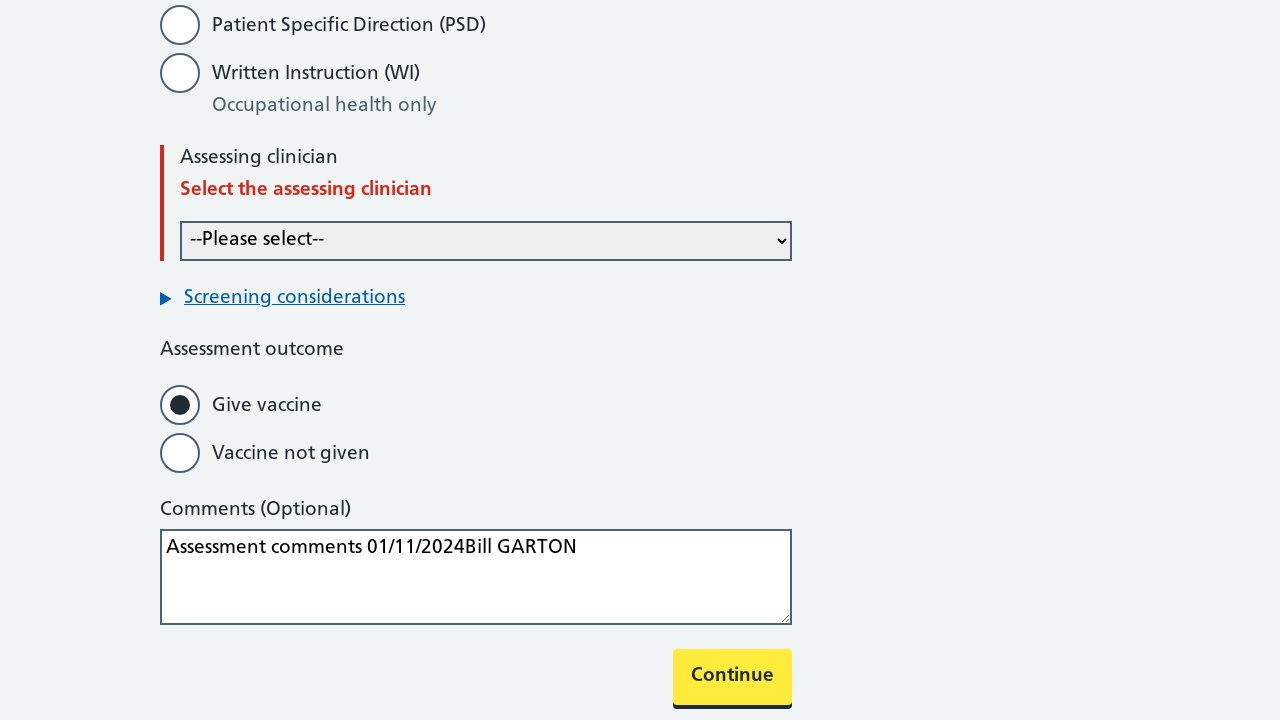 Patient Specific Direction (PSD)
Written Instruction (WI)
Occupational health only
Assessing clinician
Select the assessing clinician
--Please select--
Screening considerations
Assessment outcome
Give vaccine
Vaccine not given
Comments (Optional)
Assessment comments 01/11/2024Bill GARTON
Continue